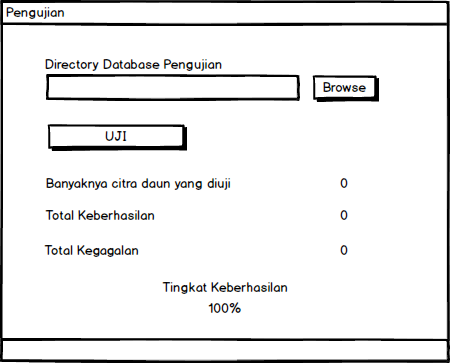 Pengujian
Directory Database Pengujian
Browse
UJI
Banyaknya citra daun yang diuji 0
Total Keberhasilan 0
Total Kegagalan 0
Tingkat Keberhasilan
100%